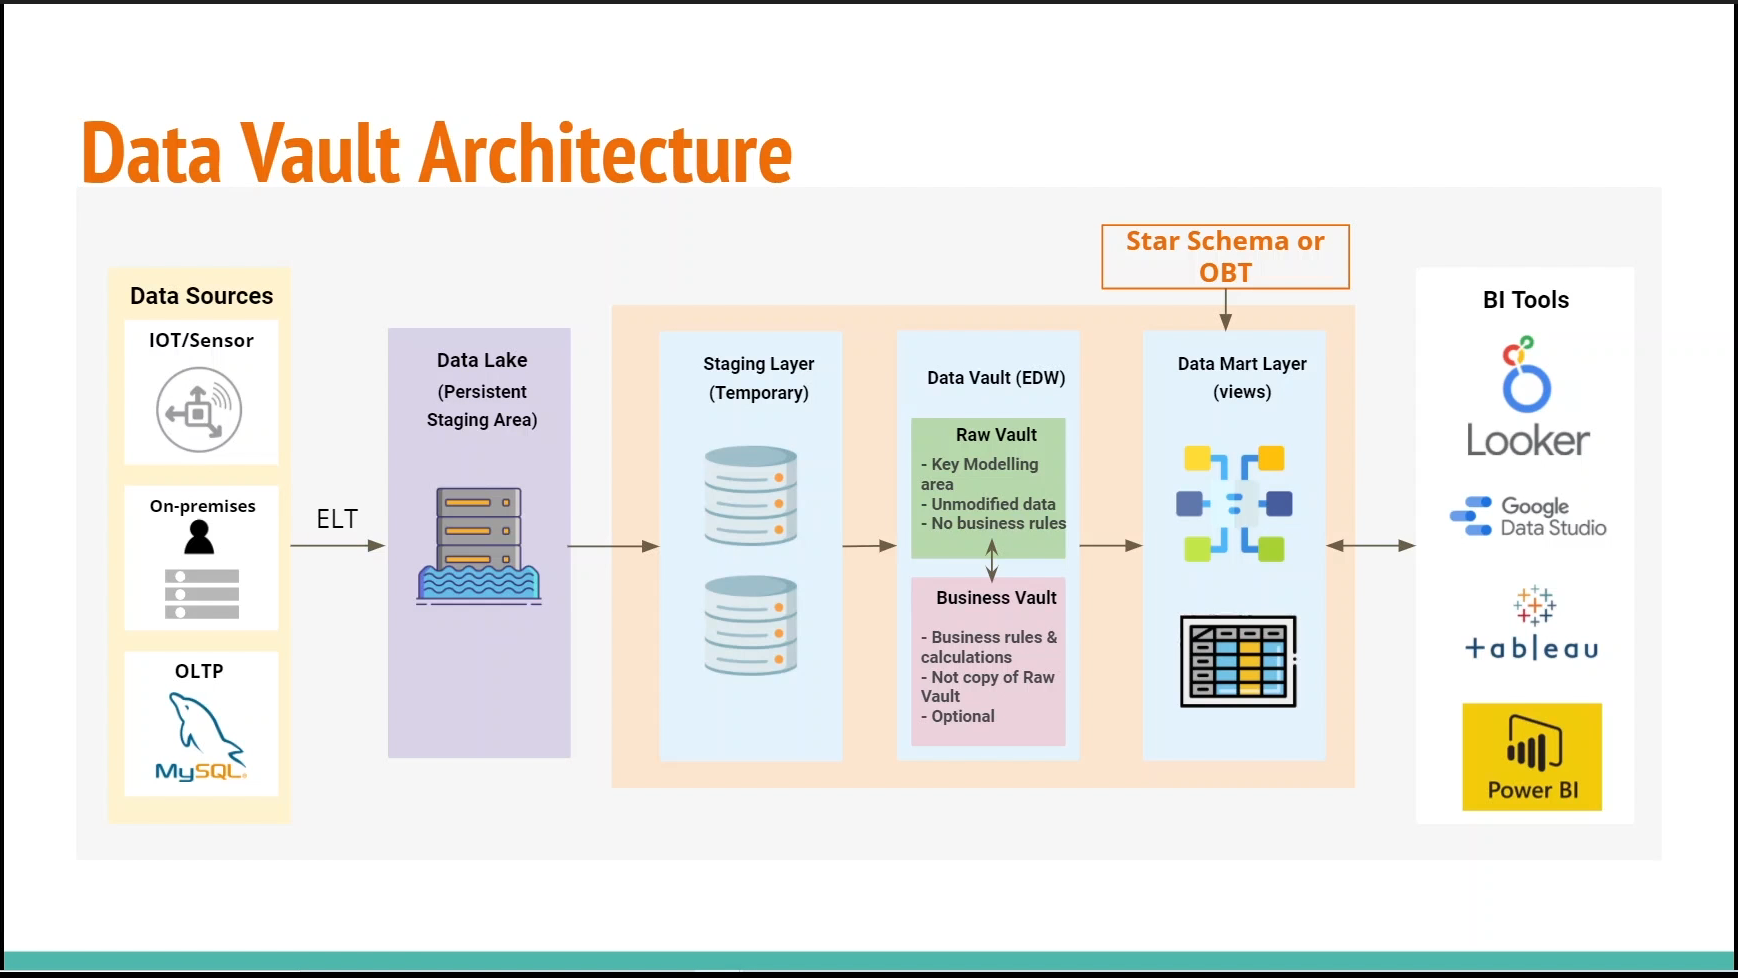 Data Vault Architecture
Star Schema or
OBT
Data Sources
IOT/Sensor
On-premises
OLTP
MySQL®
ELT
Data Lake
(Persistent
Staging Area)
Staging Layer
(Temporary)
Data Vault (EDW)
Raw Vault
- Key Modelling
area
- Unmodified data
- No business rules
Business Vault
- Business rules &
calculations
- Not copy of Raw
Vault
- Optional
Data Mart Layer
(views)
BI Tools
Looker
Google
Data Studio
+ableau
Power BI